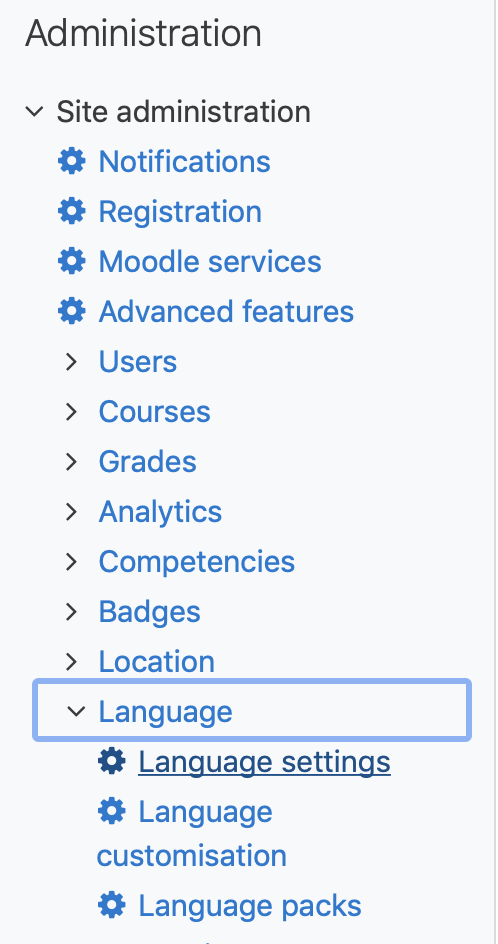 Administration
Site administration
Notifications
Registration
Moodle services
Advanced features
Users
Courses
Grades
Analytics
Competencies
Badges
Location
Language
Language settings
Language
customisation
Language packs